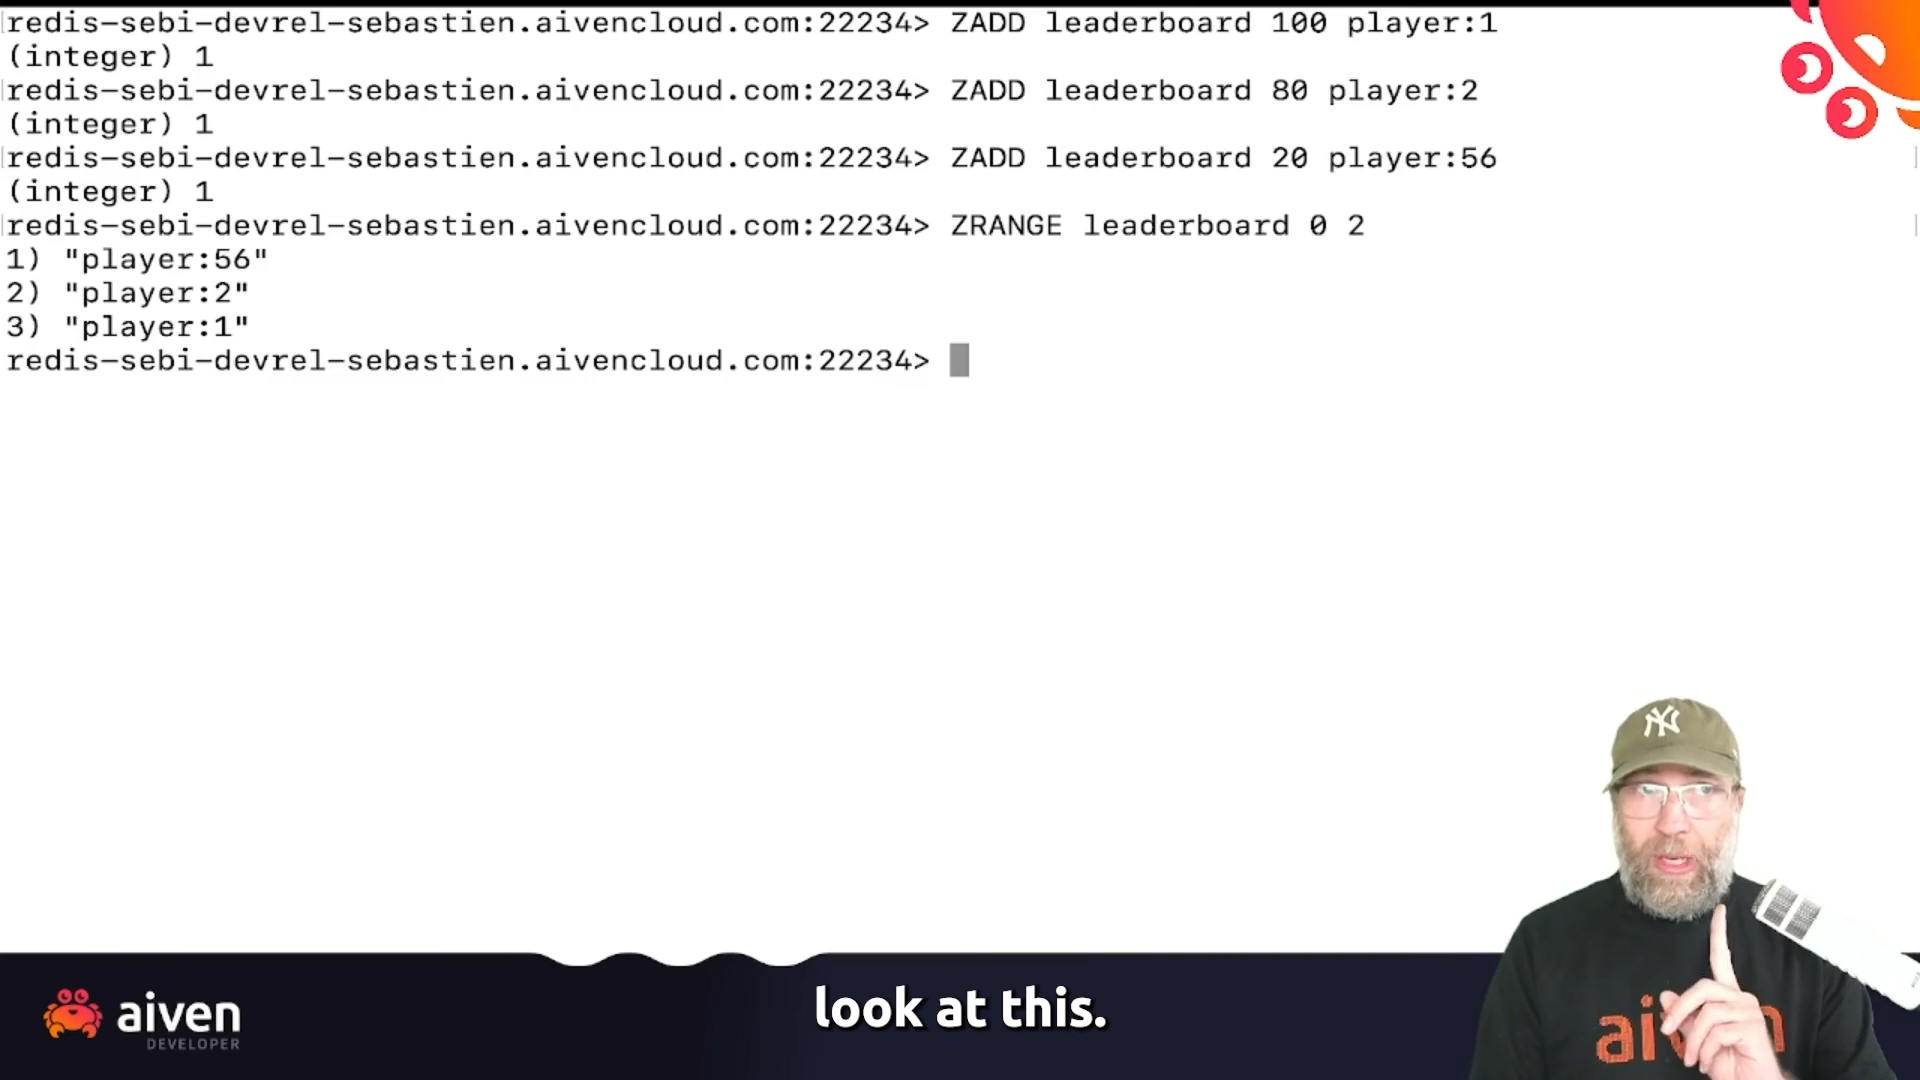 redis-sebi-devrel-sebastien.aivencloud.com:22234> ZADD leaderboard 100 player:1
(integer) 1
redis-sebi-devrel-sebastien.aivencloud.com:22234> ZADD leaderboard 80 player:2
(integer) 1
redis-sebi-devrel-sebastien.aivencloud.com:22234> ZADD leaderboard 20 player:56
(integer) 1
redis-sebi-devrel-sebastien.aivencloud.com:22234> ZRANGE leaderboard 0 2
1) "player:56"
2) "player:2"
3) "player:1"
redis-sebi-devrel-sebastien.aivencloud.com:22234>
NY
aiven
DEVELOPER
look at this.